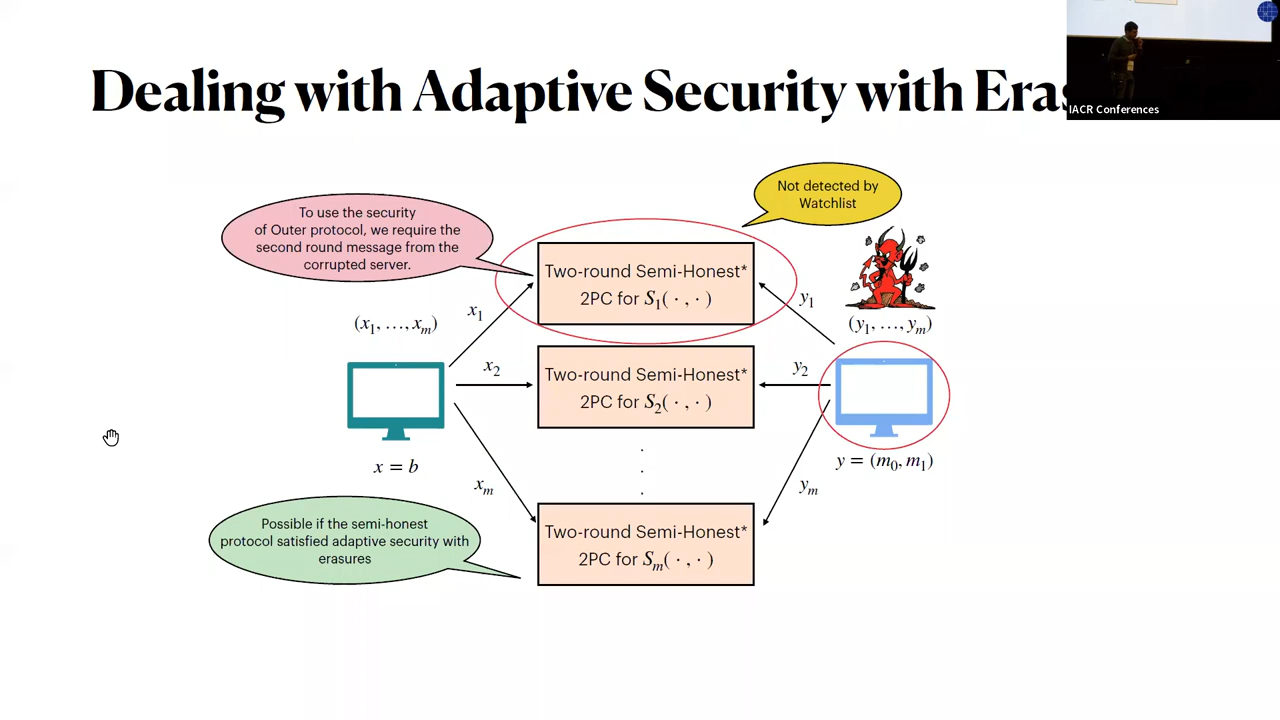 Dealing with Adaptive Security with Eras
IACR Conferences
Not detected by
Watchlist
To use the security
of Outer protocol, we require the
second round message from the
corrupted server.
Two-round Semi-Honest*
2PC for S₁( · , · )
x₁
y₁
(x₁, …, xₘ)
(y₁, …, yₘ)
x₂
Two-round Semi-Honest*
2PC for S₂( · , · )
y₂
x = b
y = (m₀, m₁)
xₘ
yₘ
Possible if the semi-honest
protocol satisfied adaptive security with
erasures
Two-round Semi-Honest*
2PC for Sₘ( · , · )